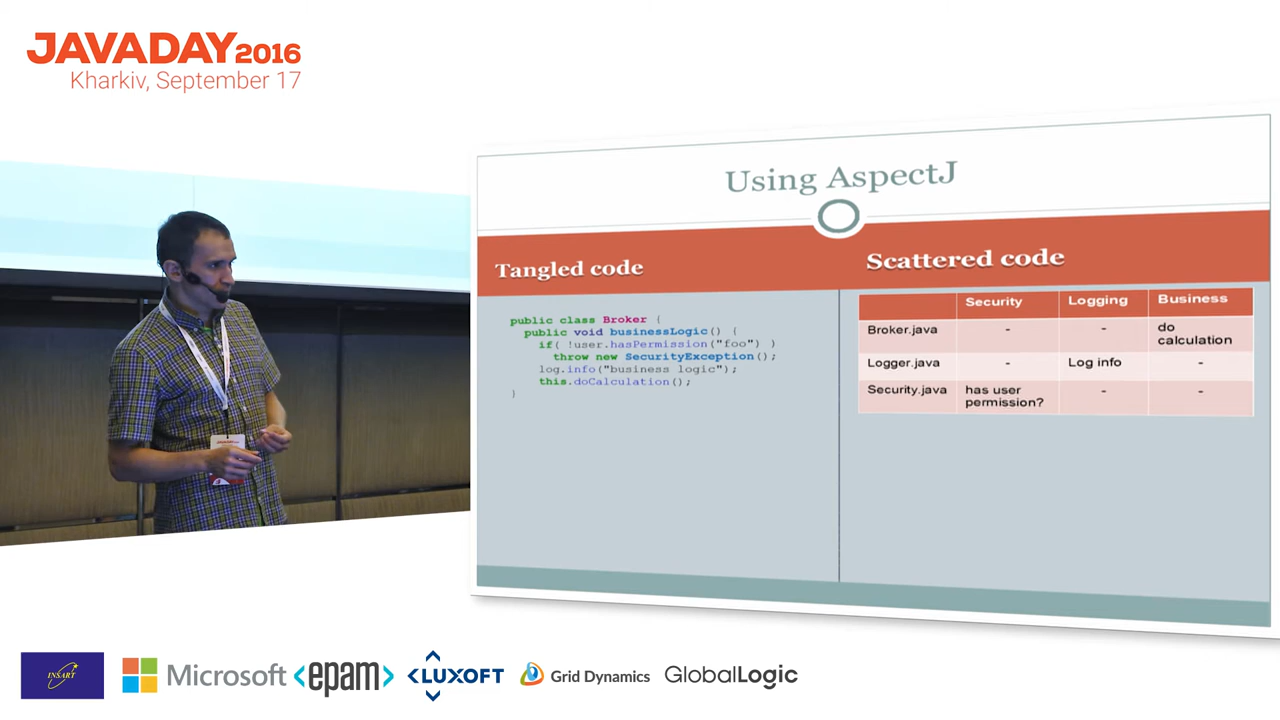 JAVADAY2016
Kharkiv, September 17
Using AspectJ
Tangled code
public class Broker {
public void businessLogic() {
if( !user.hasPermission("foo") )
throw new SecurityException();
log.info("business logic");
this.doCalculation();
}
Scattered code
Security Logging Business
Broker.java - - do calculation
Logger.java - Log info -
Security.java has user permission? - -
INSART
Microsoft
<epam>
<LUXOFT
Grid Dynamics
GlobalLogic